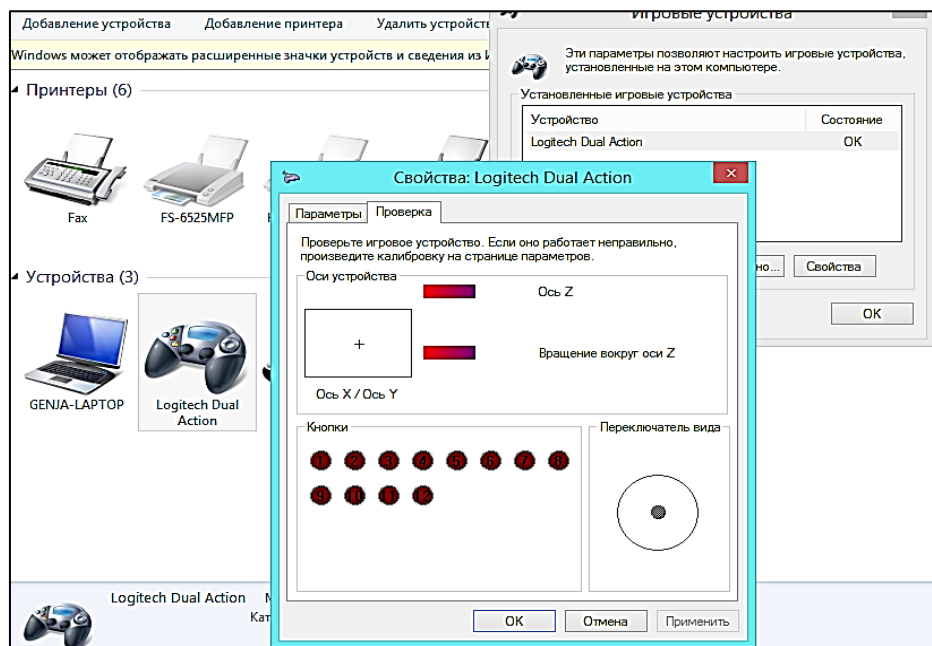 Добавление устройства Добавление принтера Удалить устройств
Windows может отображать расширенные значки устройств и сведения из И
Принтеры (6)
Fax
FS-6525MFP
Устройства (3)
GENJA-LAPTOP
Logitech Dual
Action
Logitech Dual Action
Кат
Игровые устройства
Эти параметры позволяют настроить игровые устройства,
установленные на этом компьютере.
Установленные игровые устройства
Устройство Состояние
Logitech Dual Action OK
но... Свойства
OK
Свойства: Logitech Dual Action
Параметры Проверка
Проверьте игровое устройство. Если оно работает неправильно,
произведите калибровку на странице параметров.
Оси устройства
Ось Z
Вращение вокруг оси Z
Ось X / Ось Y
Кнопки
1 2 3 4 5 6 7 8
9 10 11 12
Переключатель вида
OK Отмена Применить